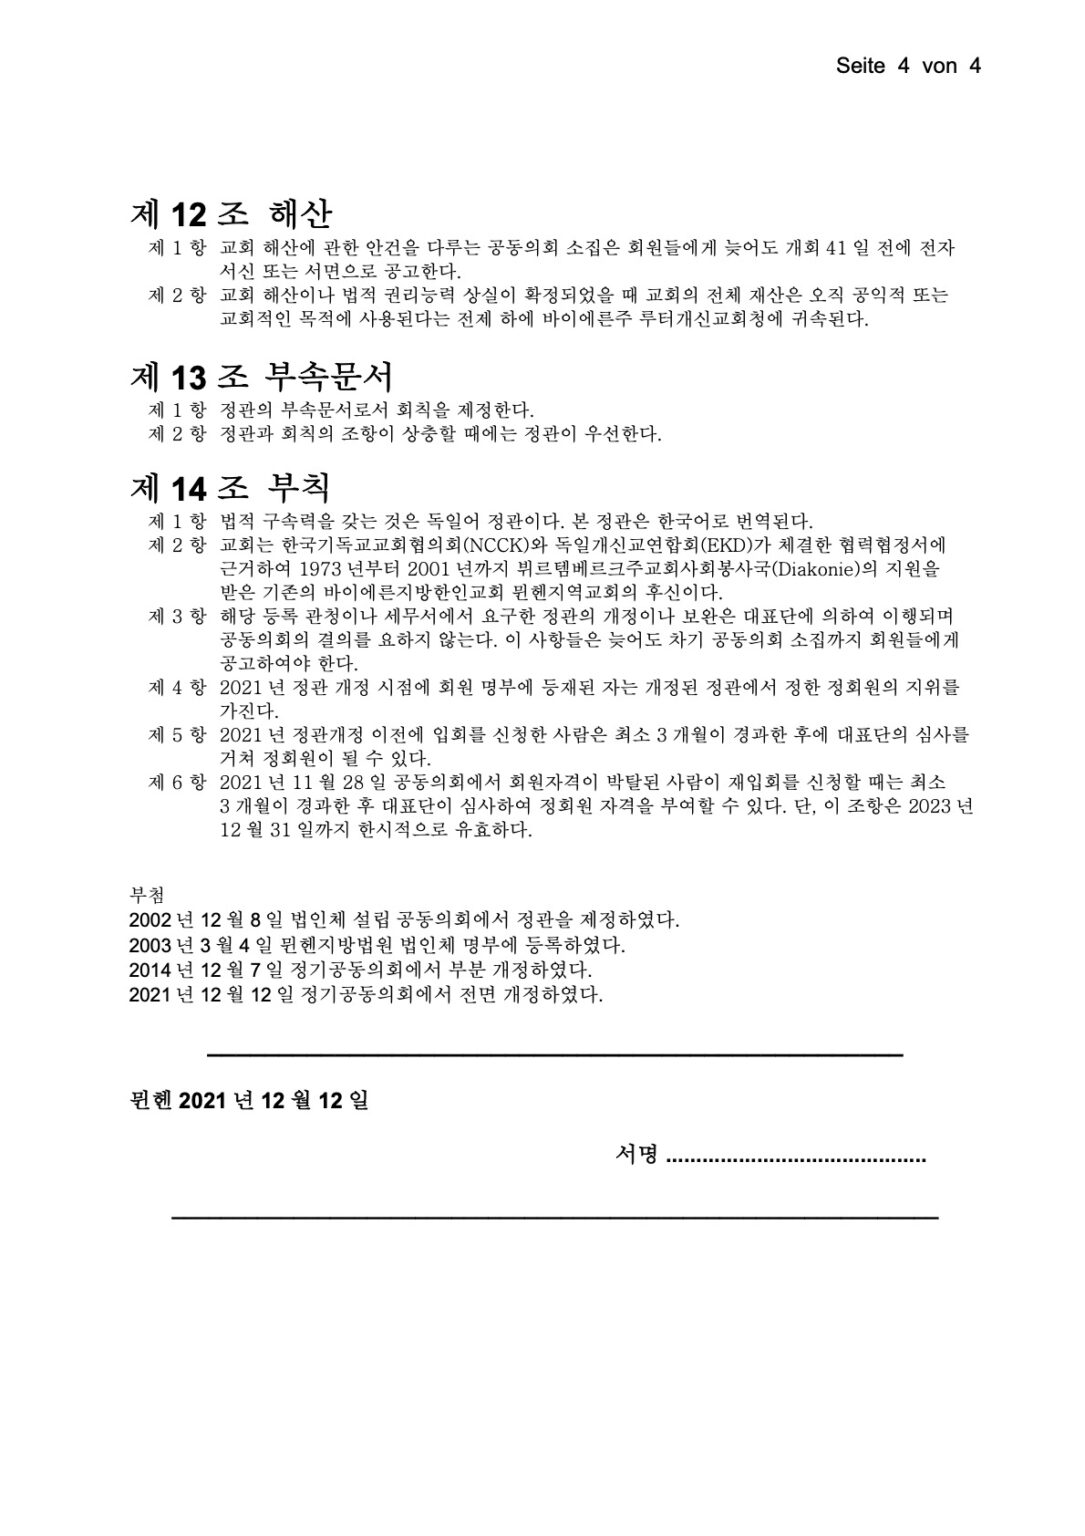 Seite 4 von 4
제 12 조 해산
제 1 항 교회 해산에 관한 안건을 다루는 공동의회 소집은 회원들에게 늦어도 개회 41 일 전에 전자
서신 또는 서면으로 공고한다.
제 2 항 교회 해산이나 법적 권리능력 상실이 확정되었을 때 교회의 전체 재산은 오직 공익적 또는
교회적인 목적에 사용된다는 전제 하에 바이에른주 루터개신교회청에 귀속된다.
제 13 조 부속문서
제 1 항 정관의 부속문서로서 회칙을 제정한다.
제 2 항 정관과 회칙의 조항이 상충할 때에는 정관이 우선한다.
제 14 조 부칙
제 1 항 법적 구속력을 갖는 것은 독일어 정관이다. 본 정관은 한국어로 번역된다.
제 2 항 교회는 한국기독교교회협의회(NCCK)와 독일개신교연합회(EKD)가 체결한 협력협정서에
근거하여 1973 년부터 2001 년까지 뷔르템베르크주교회사회봉사국(Diakonie)의 지원을
받은 기존의 바이에른지방한인교회 뮌헨지역교회의 후신이다.
제 3 항 해당 등록 관청이나 세무서에서 요구한 정관의 개정이나 보완은 대표단에 의하여 이행되며
공동의회의 결의를 요하지 않는다. 이 사항들은 늦어도 차기 공동의회 소집까지 회원들에게
공고하여야 한다.
제 4 항 2021 년 정관 개정 시점에 회원 명부에 등재된 자는 개정된 정관에서 정한 정회원의 지위를
가진다.
제 5 항 2021 년 정관개정 이전에 입회를 신청한 사람은 최소 3 개월이 경과한 후에 대표단의 심사를
거쳐 정회원이 될 수 있다.
제 6 항 2021 년 11 월 28 일 공동의회에서 회원자격이 박탈된 사람이 재입회를 신청할 때는 최소
3 개월이 경과한 후 대표단이 심사하여 정회원 자격을 부여할 수 있다. 단, 이 조항은 2023 년
12 월 31 일까지 한시적으로 유효하다.
부첨
2002 년 12 월 8 일 법인체 설립 공동의회에서 정관을 제정하였다.
2003 년 3 월 4 일 뮌헨지방법원 법인체 명부에 등록하였다.
2014 년 12 월 7 일 정기공동의회에서 부분 개정하였다.
2021 년 12 월 12 일 정기공동의회에서 전면 개정하였다.
뮌헨 2021 년 12 월 12 일
서명 ...........................................